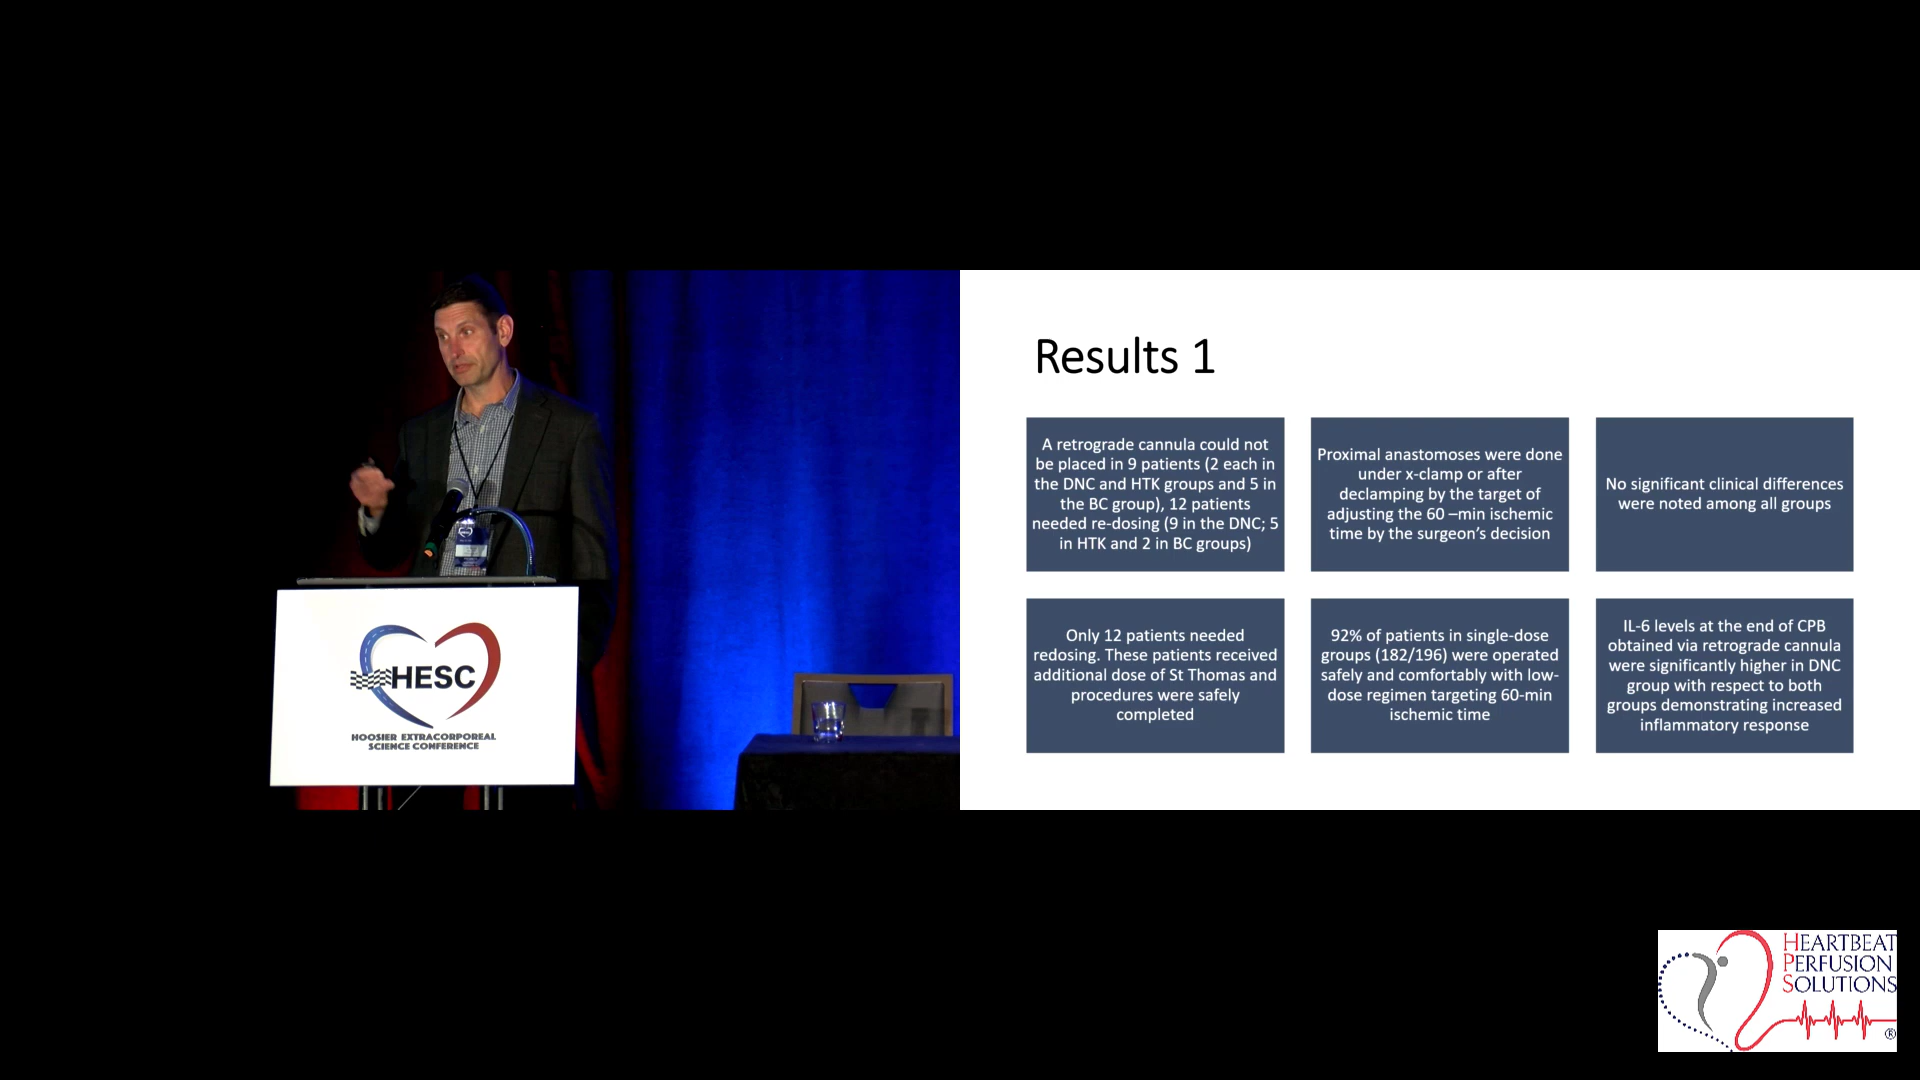 HESC
HOOSIER EXTRACORPOREAL
SCIENCE CONFERENCE
Results 1
A retrograde cannula could not
be placed in 9 patients (2 each in
the DNC and HTK groups and 5 in
the BC group), 12 patients
needed re-dosing (9 in the DNC; 5
in HTK and 2 in BC groups)
Proximal anastomoses were done
under x-clamp or after
declamping by the target of
adjusting the 60 –min ischemic
time by the surgeon’s decision
No significant clinical differences
were noted among all groups
Only 12 patients needed
redosing. These patients received
additional dose of St Thomas and
procedures were safely
completed
92% of patients in single-dose
groups (182/196) were operated
safely and comfortably with low-
dose regimen targeting 60-min
ischemic time
IL-6 levels at the end of CPB
obtained via retrograde cannula
were significantly higher in DNC
group with respect to both
groups demonstrating increased
inflammatory response
HEARTBEAT
PERFUSION
SOLUTIONS
®